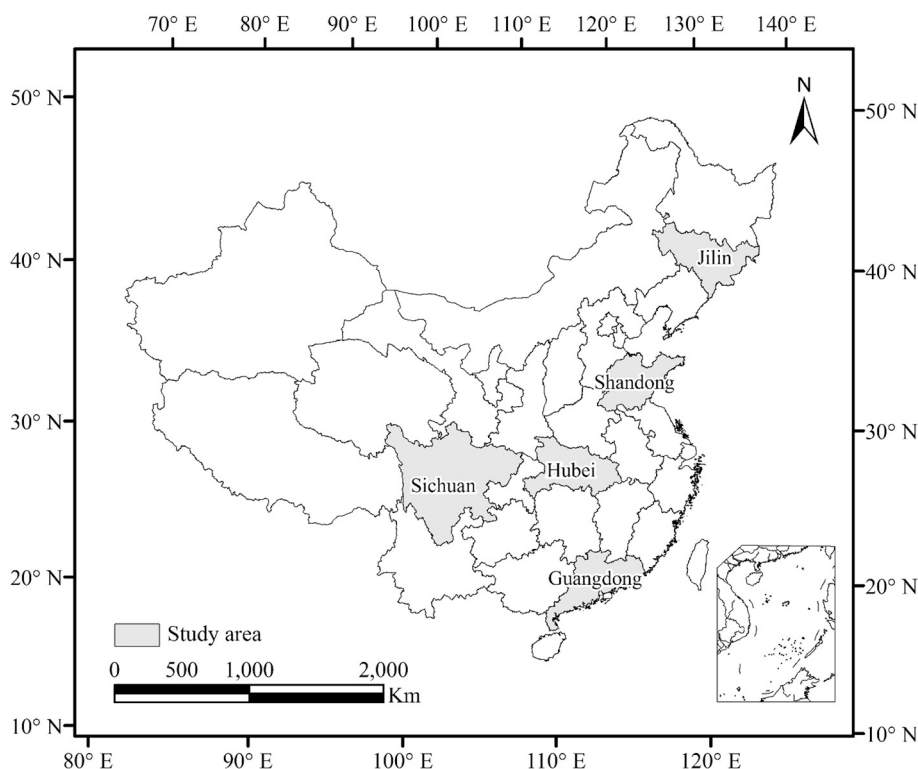 70° E 80° E 90° E 100° E 110° E 120° E 130° E 140° E
N
50° N 50° N
Jilin
40° N 40° N
Shandong
30° N 30° N
Hubei
Sichuan
Guangdong
20° N 20° N
Study area
0 500 1,000 2,000
Km
10° N 10° N
80° E 90° E 100° E 110° E 120° E